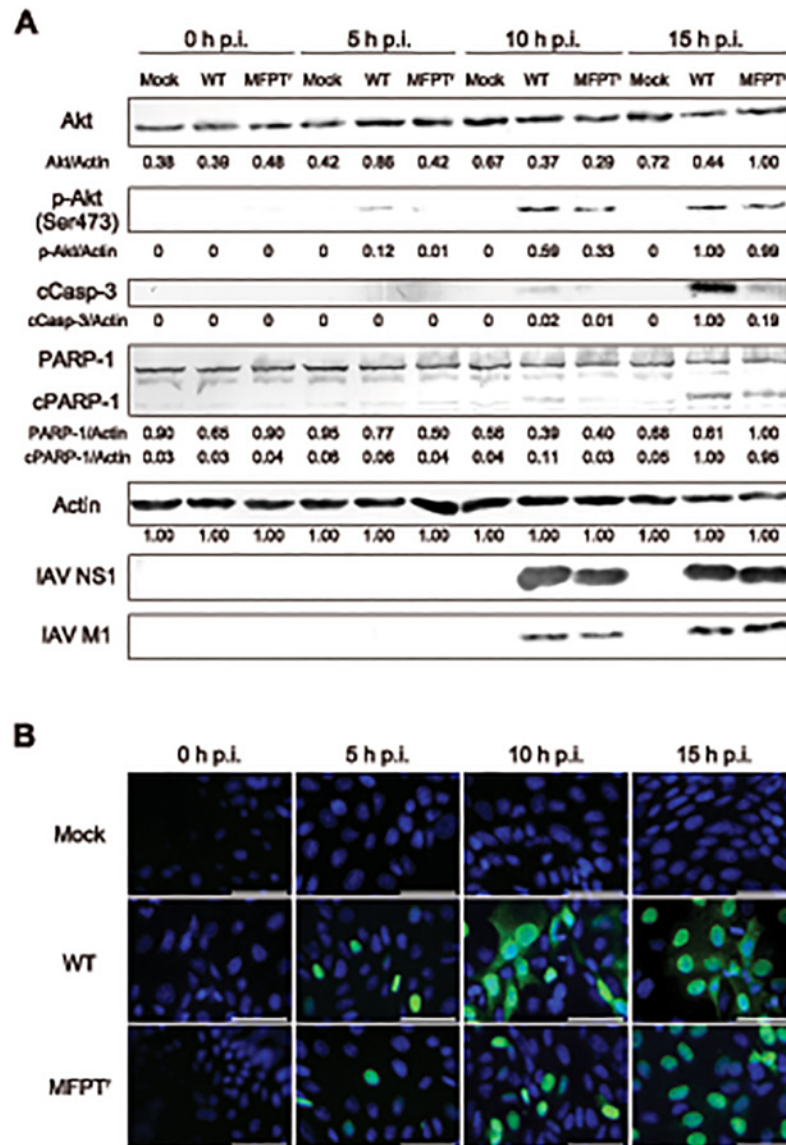 A
0 h p.i. 5 h p.i. 10 h p.i. 15 h p.i.
Mock WT MFPTʳ Mock WT MFPTʳ Mock WT MFPTʳ Mock WT MFPTʳ
Akt
Akt/Actin 0.38 0.39 0.48 0.42 0.86 0.42 0.67 0.37 0.29 0.72 0.44 1.00
p-Akt
(Ser473)
p-Akt/Actin 0 0 0 0 0.12 0.01 0 0.59 0.33 0 1.00 0.99
cCasp-3
cCasp-3/Actin 0 0 0 0 0 0 0 0.02 0.01 0 1.00 0.19
PARP-1
cPARP-1
PARP-1/Actin 0.90 0.65 0.90 0.95 0.77 0.50 0.56 0.39 0.40 0.68 0.61 1.00
cPARP-1/Actin 0.03 0.03 0.04 0.06 0.06 0.04 0.04 0.11 0.03 0.05 1.00 0.95
Actin
1.00 1.00 1.00 1.00 1.00 1.00 1.00 1.00 1.00 1.00 1.00 1.00
IAV NS1
IAV M1
B
0 h p.i. 5 h p.i. 10 h p.i. 15 h p.i.
Mock
WT
MFPTʳ